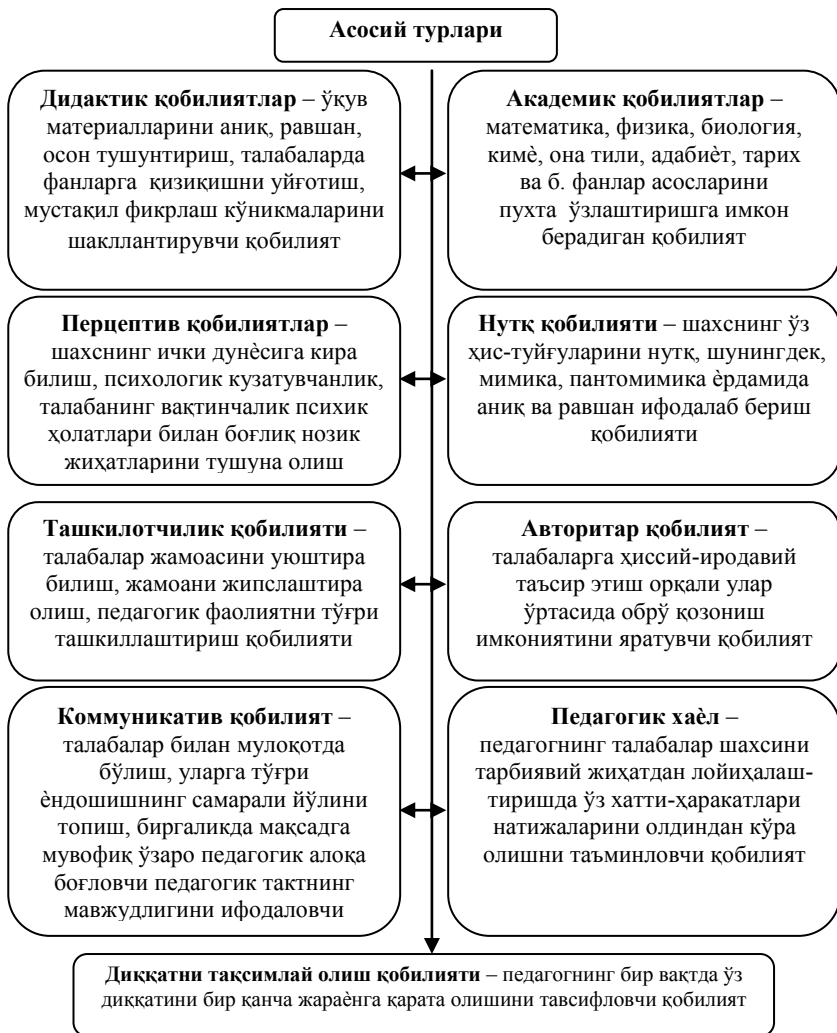 Асосий турлари
Дидактик қобилиятлар – ўқув
материалларини аниқ, равшан,
осон тушунтириш, талабаларда
фанларга қизиқишни уйғотиш,
мустақил фикрлаш кўникмаларини
шакллантирувчи қобилият
Академик қобилиятлар –
математика, физика, биология,
кимѐ, она тили, адабиѐт, тарих
ва б. фанлар асосларини
пухта ўзлаштиришга имкон
берадиган қобилият
Перцептив қобилиятлар –
шахснинг ички дунѐсига кира
билиш, психологик кузатувчанлик,
талабанинг вақтинчалик психик
ҳолатлари билан боғлиқ нозик
жиҳатларини тушуна олиш
Нутқ қобилияти – шахснинг ўз
ҳис-туйғуларини нутқ, шунингдек,
мимика, пантомимика ѐрдамида
аниқ ва равшан ифодалаб бериш
қобилияти
Ташкилотчилик қобилияти –
талабалар жамоасини уюштира
билиш, жамоани жипслаштира
олиш, педагогик фаолиятни тўғри
ташкиллаштириш қобилияти
Авторитар қобилият –
талабаларга ҳиссий-иродавий
таъсир этиш орқали улар
ўртасида обрў қозониш
имкониятини яратувчи қобилият
Коммуникатив қобилият –
талабалар билан мулоқотда
бўлиш, уларга тўғри
ѐндошишнинг самарали йўлини
топиш, биргаликда мақсадга
мувофиқ ўзаро педагогик алоқа
боғловчи педагогик тактнинг
мавжудлигини ифодаловчи
Педагогик хаѐл –
педагогнинг талабалар шахсини
тарбиявий жиҳатдан лойиҳалаш-
тиришда ўз хатти-ҳаракатлари
натижаларини олдиндан кўра
олишни таъминловчи қобилият
Диққатни тақсимлай олиш қобилияти – педагогнинг бир вақтда ўз
диққатини бир қанча жараѐнга қарата олишини тавсифловчи қобилият